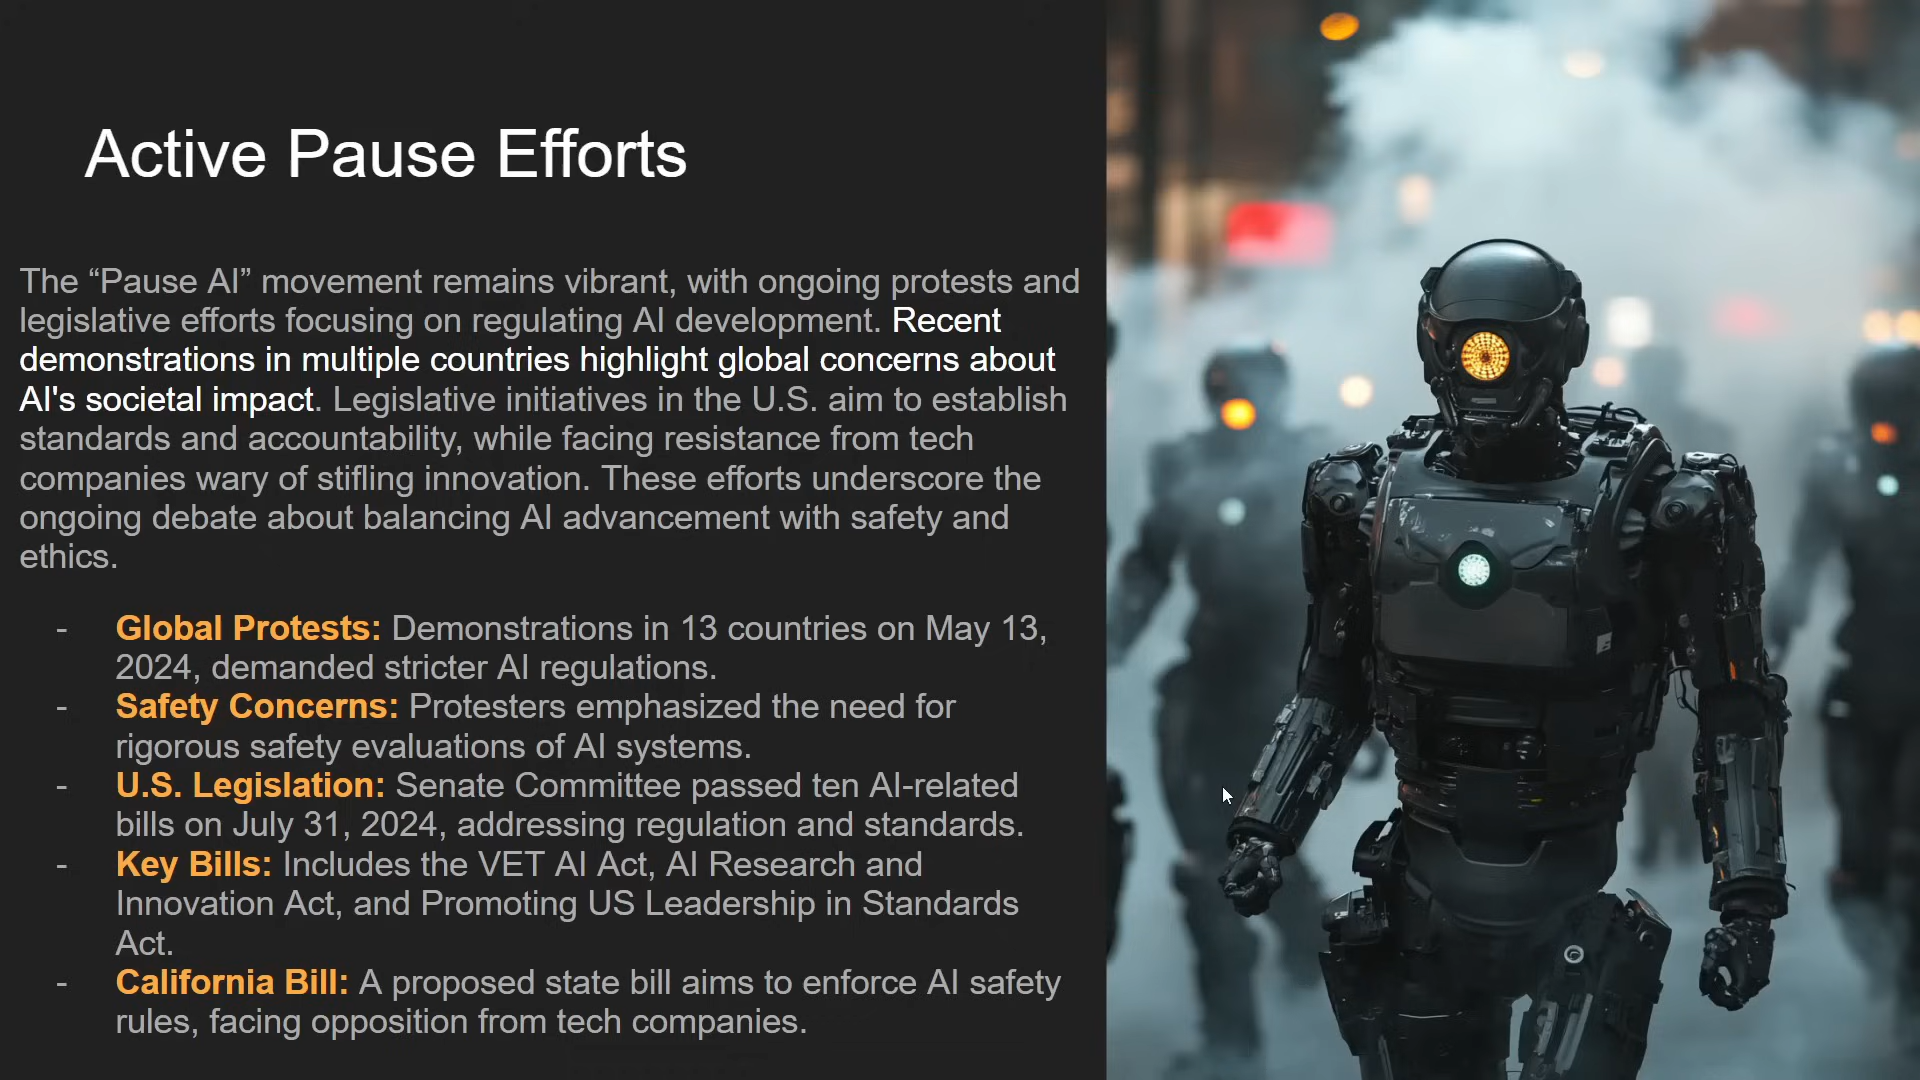 Active Pause Efforts
The “Pause AI” movement remains vibrant, with ongoing protests and
legislative efforts focusing on regulating AI development. Recent
demonstrations in multiple countries highlight global concerns about
AI's societal impact. Legislative initiatives in the U.S. aim to establish
standards and accountability, while facing resistance from tech
companies wary of stifling innovation. These efforts underscore the
ongoing debate about balancing AI advancement with safety and
ethics.
- Global Protests: Demonstrations in 13 countries on May 13,
2024, demanded stricter AI regulations.
- Safety Concerns: Protesters emphasized the need for
rigorous safety evaluations of AI systems.
- U.S. Legislation: Senate Committee passed ten AI-related
bills on July 31, 2024, addressing regulation and standards.
- Key Bills: Includes the VET AI Act, AI Research and
Innovation Act, and Promoting US Leadership in Standards
Act.
- California Bill: A proposed state bill aims to enforce AI safety
rules, facing opposition from tech companies.